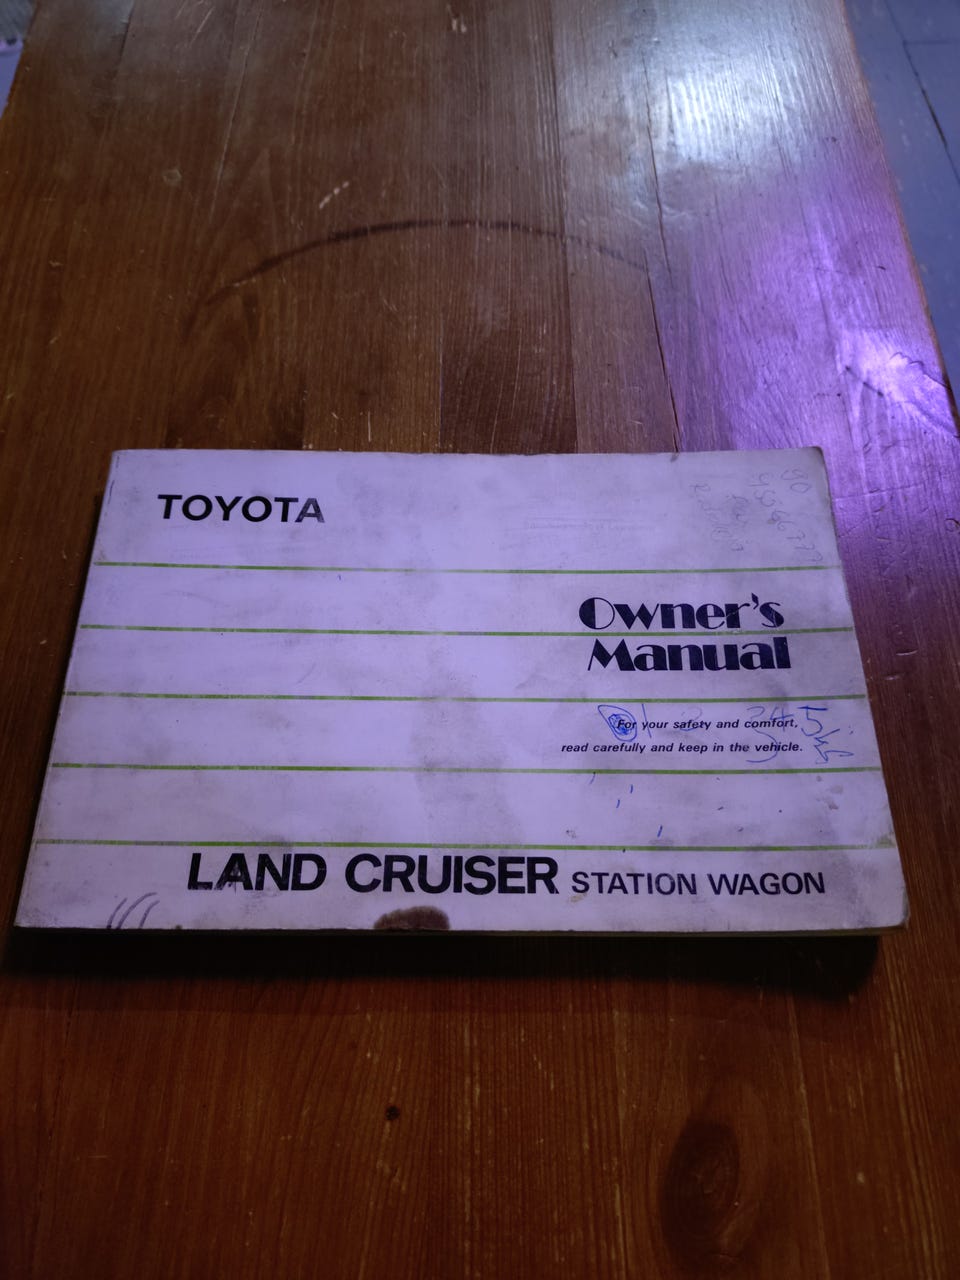 TOYOTA
Owner's
Manual
For your safety and comfort,
read carefully and keep in the vehicle.
LAND CRUISER STATION WAGON